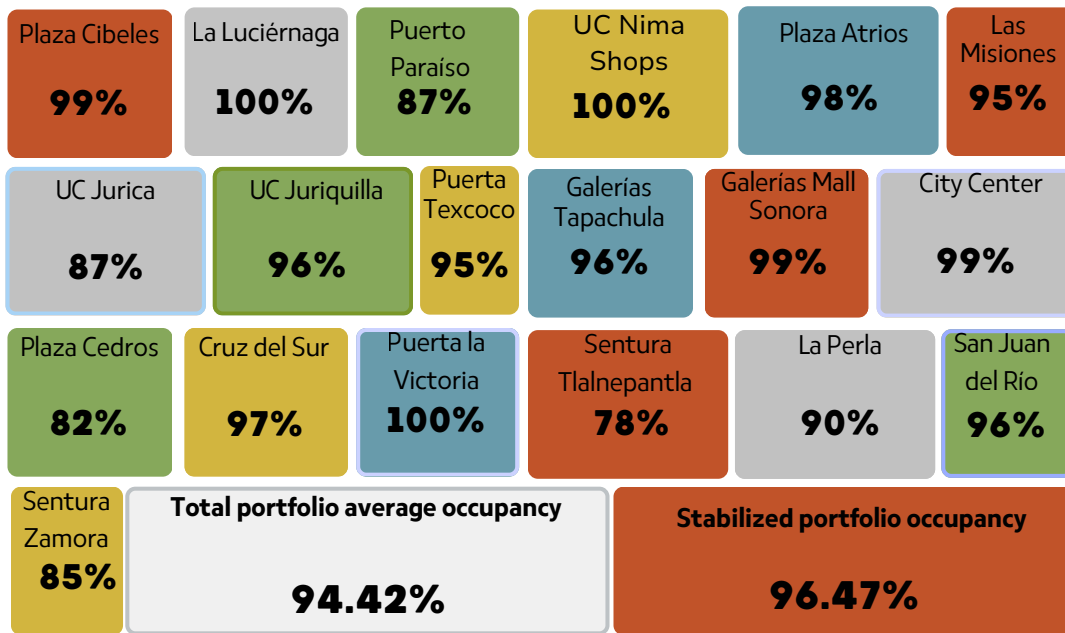 Plaza Cibeles
99%
La Luciérnaga
100%
Puerto
Paraíso
87%
UC Nima
Shops
100%
Plaza Atrios
98%
Las
Misiones
95%
UC Jurica
87%
UC Juriquilla
96%
Puerta
Texcoco
95%
Galerías
Tapachula
96%
Galerías Mall
Sonora
99%
City Center
99%
Plaza Cedros
82%
Cruz del Sur
97%
Puerta la
Victoria
100%
Sentura
Tlalnepantla
78%
La Perla
90%
San Juan
del Río
96%
Sentura
Zamora
85%
Total portfolio average occupancy
94.42%
Stabilized portfolio occupancy
96.47%